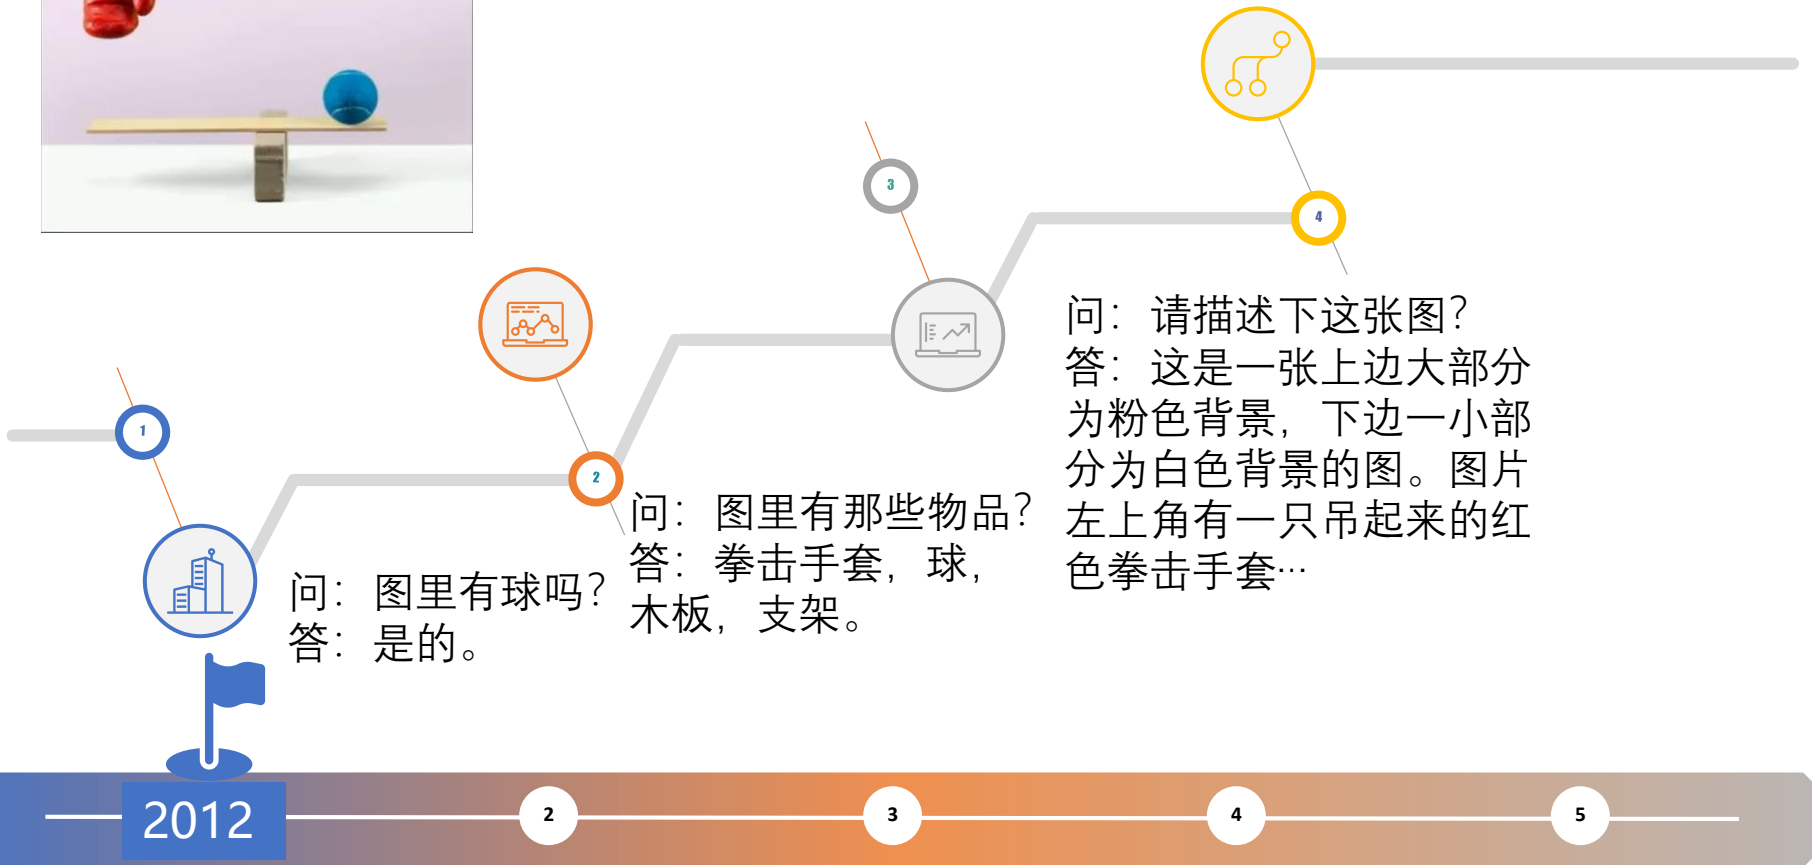 3
4
1
2
问：请描述下这张图？
答：这是一张上边大部分
为粉色背景，下边一小部
分为白色背景的图。图片
左上角有一只吊起来的红
色拳击手套…
问：图里有那些物品？
答：拳击手套，球，
木板，支架。
问：图里有球吗？
答：是的。
2012
2
3
4
5